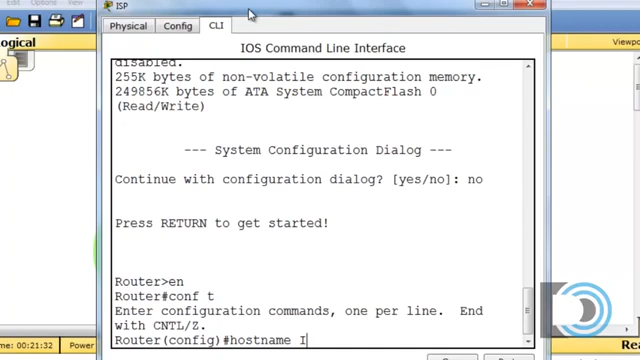 ISP
Physical Config CLI
ogical
Viewpo
IOS Command Line Interface
disabled.
255K bytes of non-volatile configuration memory.
249856K bytes of ATA System CompactFlash 0
(Read/Write)
--- System Configuration Dialog ---
Continue with configuration dialog? [yes/no]: no
Press RETURN to get started!
Router>en
Router#conf t
Enter configuration commands, one per line. End
with CNTL/Z.
Router(config)#hostname I
me: 00:21:32 Power
Rea